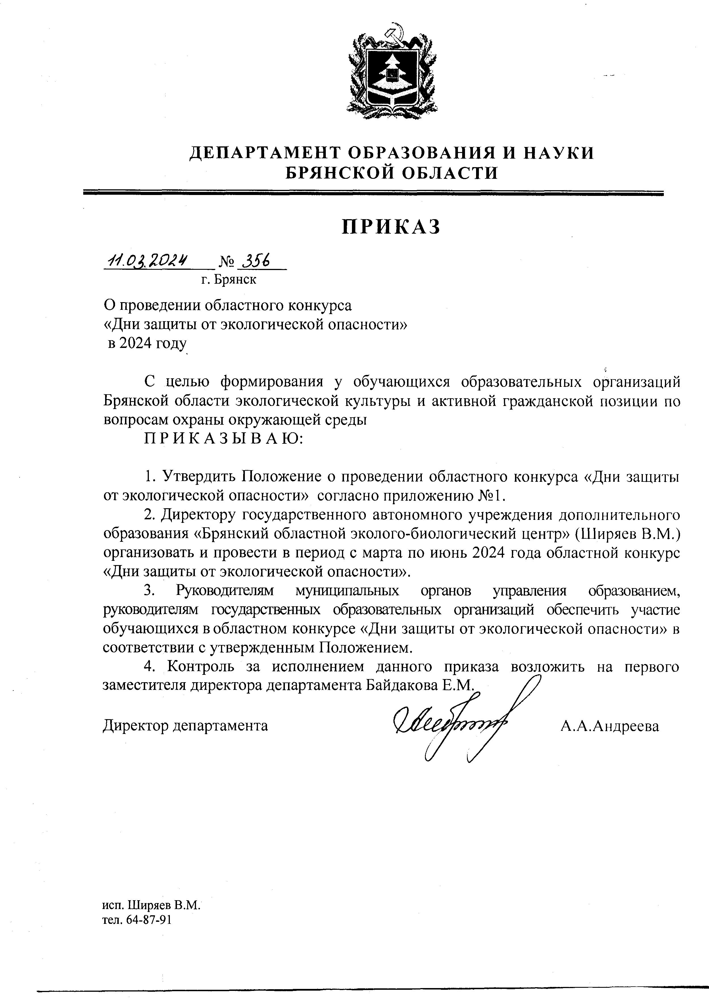 ДЕПАРТАМЕНТ ОБРАЗОВАНИЯ И НАУКИ
БРЯНСКОЙ ОБЛАСТИ
ПРИКАЗ
11.03.2024 № 356
г. Брянск
О проведении областного конкурса
«Дни защиты от экологической опасности»
в 2024 году
С целью формирования у обучающихся образовательных организаций
Брянской области экологической культуры и активной гражданской позиции по
вопросам охраны окружающей среды
П Р И К А З Ы В А Ю:
1. Утвердить Положение о проведении областного конкурса «Дни защиты
от экологической опасности» согласно приложению №1.
2. Директору государственного автономного учреждения дополнительного
образования «Брянский областной эколого-биологический центр» (Ширяев В.М.)
организовать и провести в период с марта по июнь 2024 года областной конкурс
«Дни защиты от экологической опасности».
3. Руководителям муниципальных органов управления образованием,
руководителям государственных образовательных организаций обеспечить участие
обучающихся в областном конкурсе «Дни защиты от экологической опасности» в
соответствии с утвержденным Положением.
4. Контроль за исполнением данного приказа возложить на первого
заместителя директора департамента Байдакова Е.М.
Директор департамента А.А.Андреева
исп. Ширяев В.М.
тел. 64-87-91